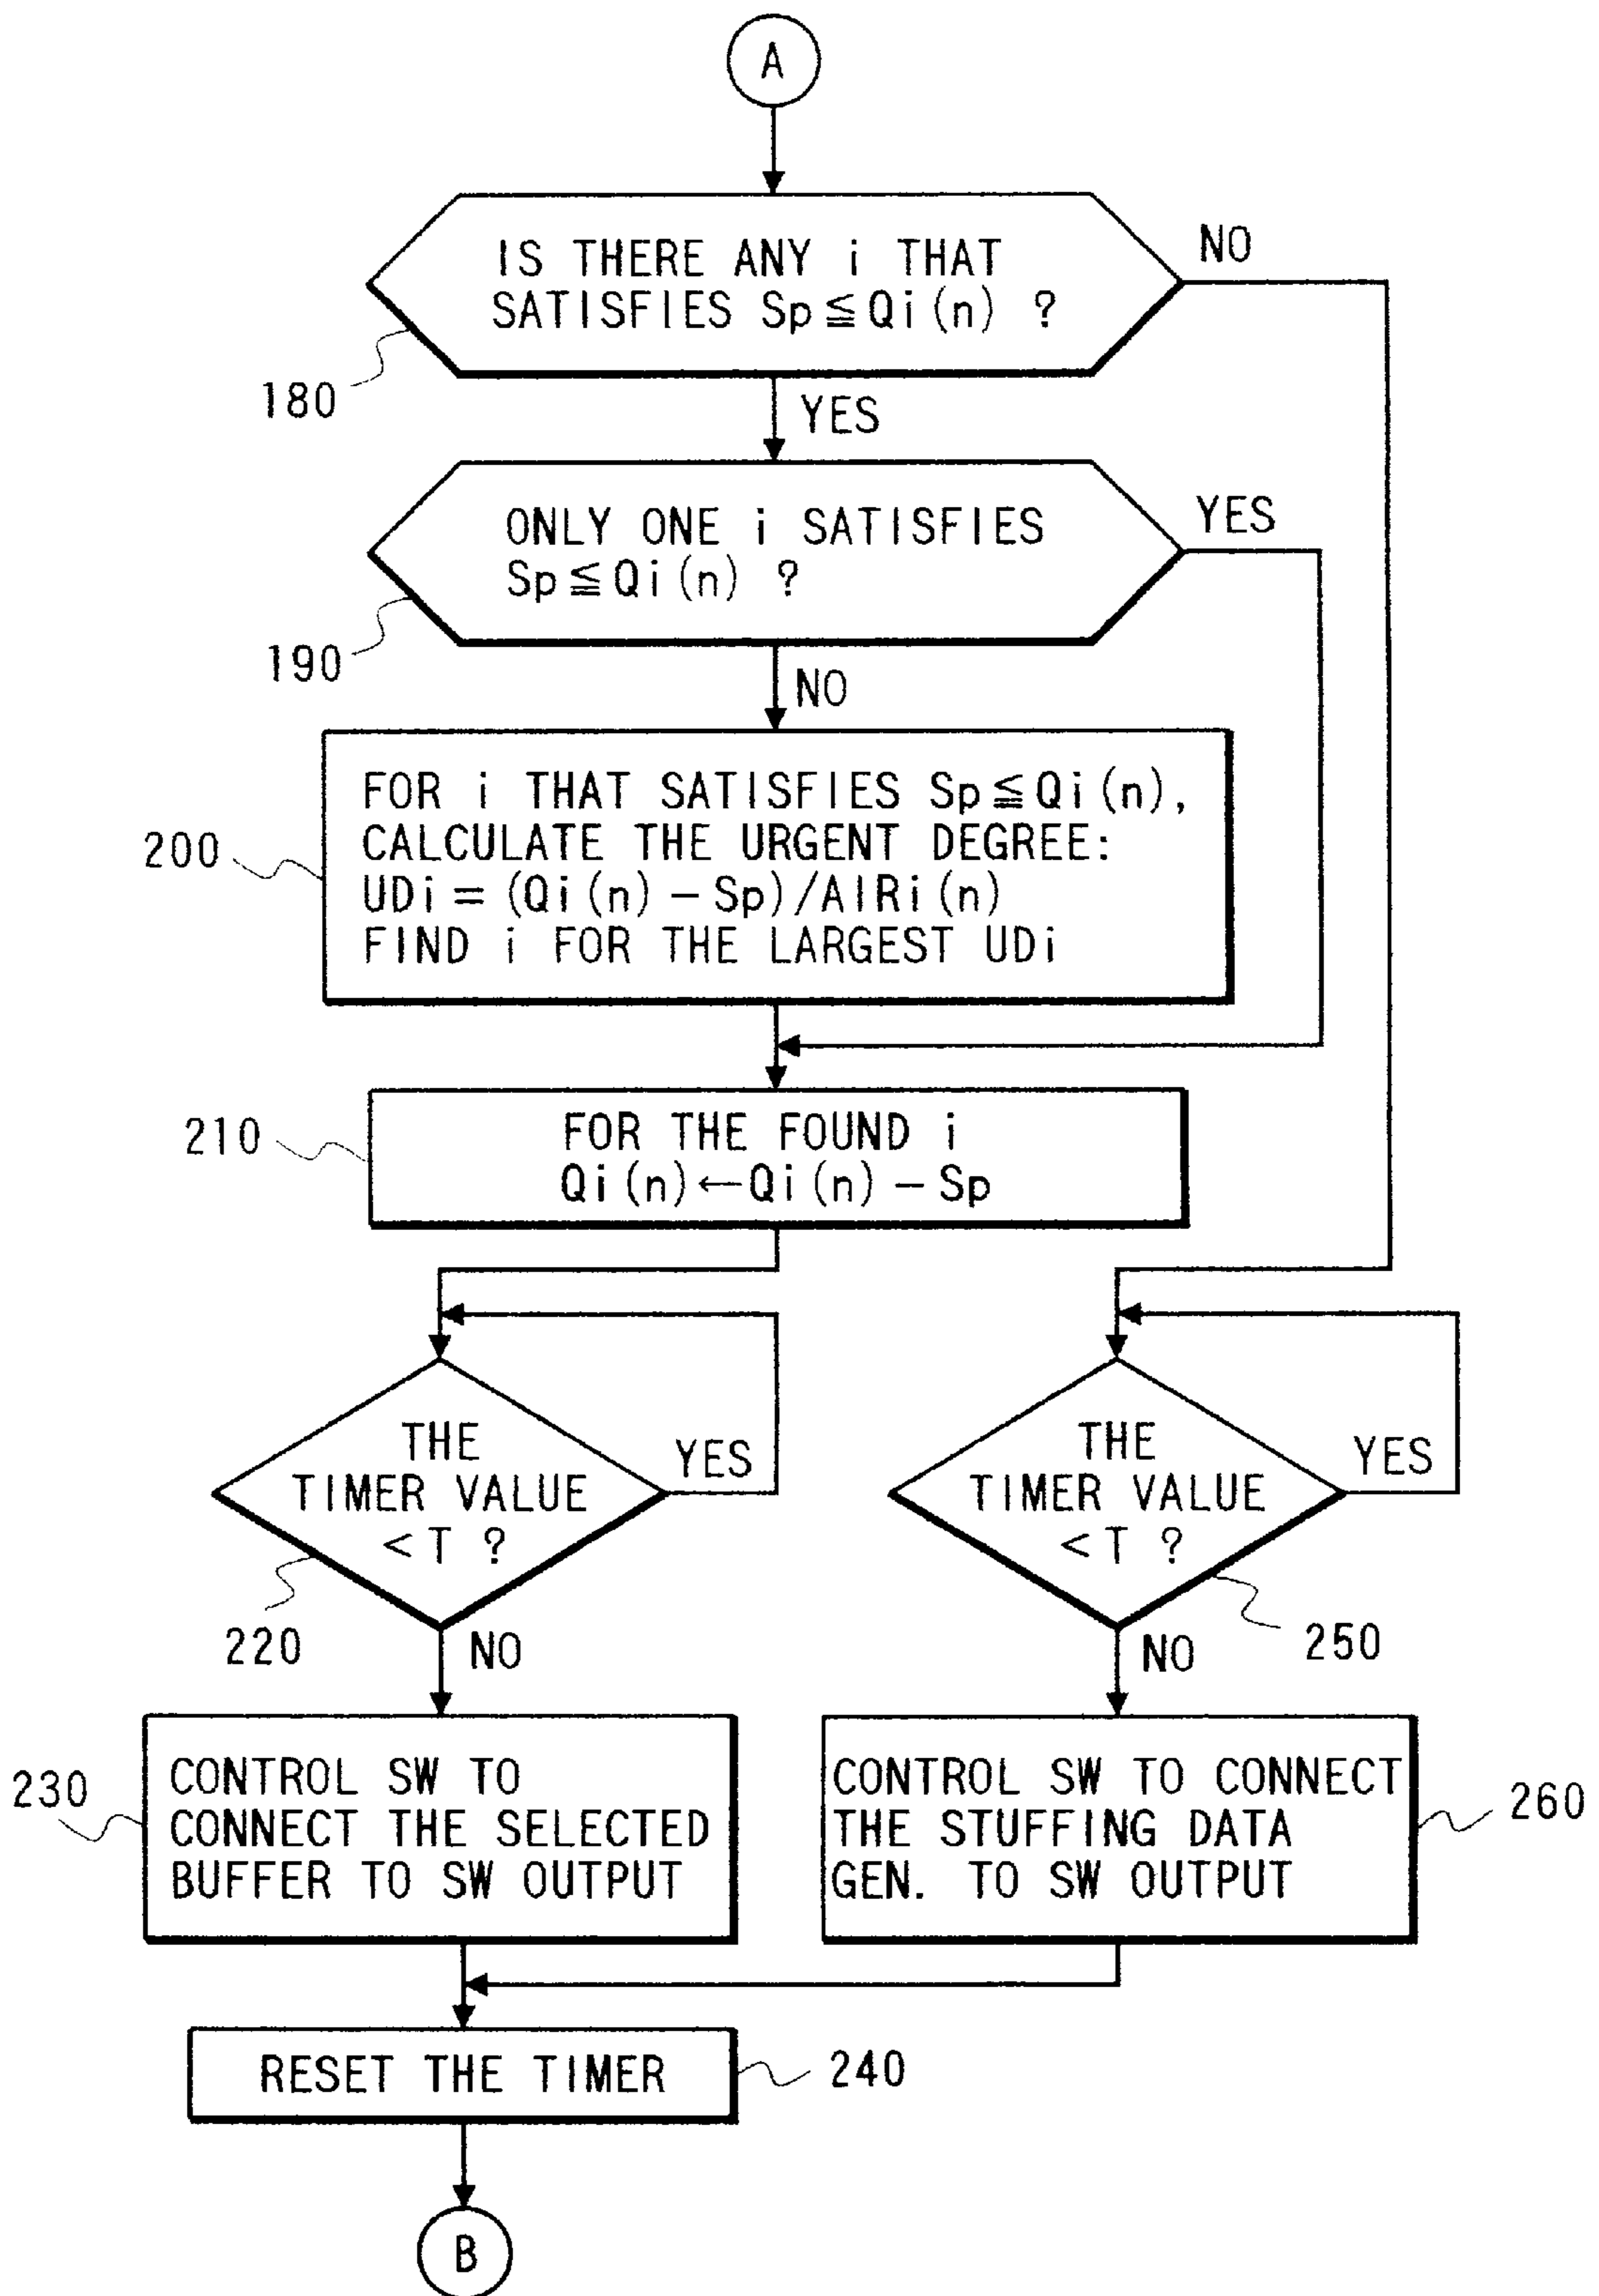 A
IS THERE ANY i THAT
SATISFIES Sp≦Qi(n) ?
NO
180
YES
ONLY ONE i SATISFIES
Sp≦Qi(n) ?
YES
190
NO
FOR i THAT SATISFIES Sp≦Qi(n),
CALCULATE THE URGENT DEGREE:
UDi=(Qi(n)-Sp)/AIRi(n)
FIND i FOR THE LARGEST UDi
200
FOR THE FOUND i
Qi(n)←Qi(n)-Sp
210
THE
TIMER VALUE
<T ?
YES
220
NO
THE
TIMER VALUE
<T ?
YES
250
NO
230
CONTROL SW TO
CONNECT THE SELECTED
BUFFER TO SW OUTPUT
CONTROL SW TO CONNECT
THE STUFFING DATA
GEN. TO SW OUTPUT
260
RESET THE TIMER
240
B